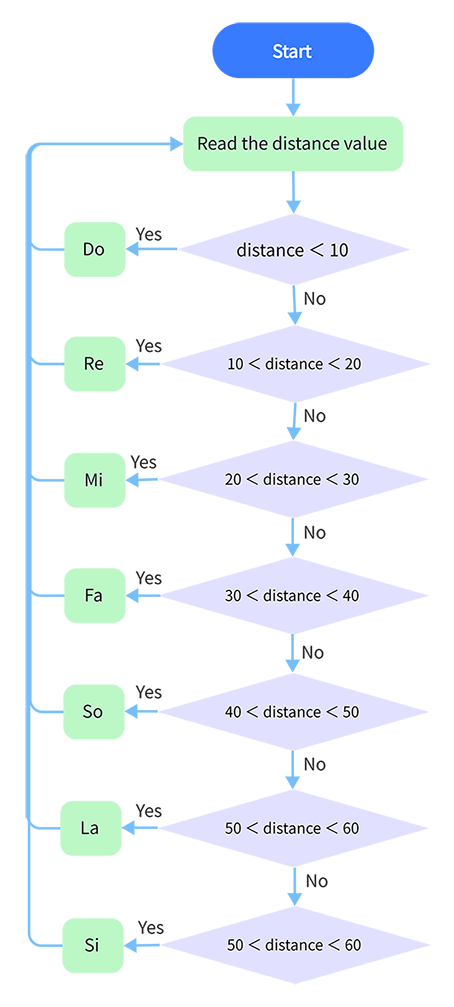 Start
Read the distance value
Yes
Do
distance < 10
No
Yes
Re
10 < distance < 20
No
Yes
Mi
20 < distance < 30
No
Yes
Fa
30 < distance < 40
No
Yes
So
40 < distance < 50
No
Yes
La
50 < distance < 60
No
Yes
Si
50 < distance < 60